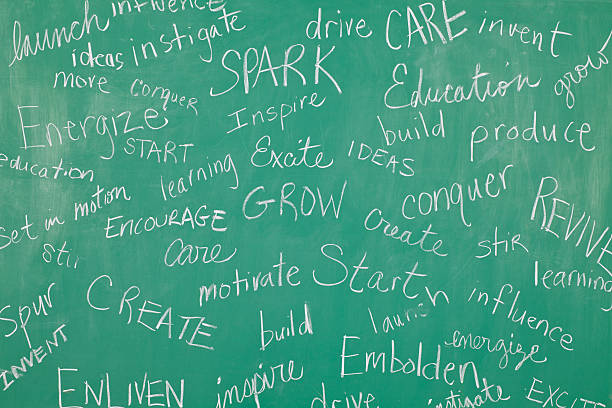 launch influence
drive CARE invent
ideas instigate
SPARK
grow
more conquer
Education
Energize
Inspire
build produce
START
education learning Excite IDEAS
conquer
set in motion ENCOURAGE GROW
REVIVE
create stir
stir care
motivate Start learning
spur CREATE
influence
launch
build
INVENT
energize
Embolden
ENLIVEN inspire
drive instigate EXCITE